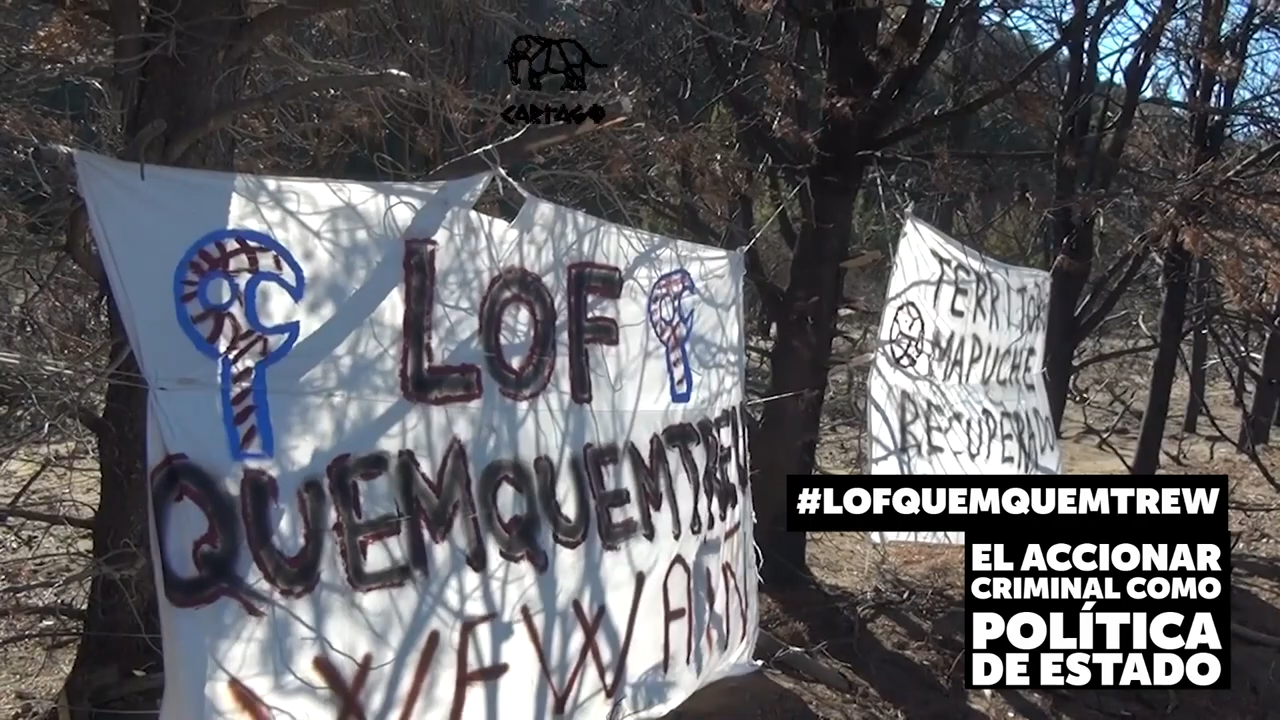 CARTAGO
LOF
QUEMQUEMTREW
TERRITORIO
MAPUCHE
RECUPERADO
#LOFQUEMQUEMTREW
EL ACCIONAR
CRIMINAL COMO
POLÍTICA
DE ESTADO